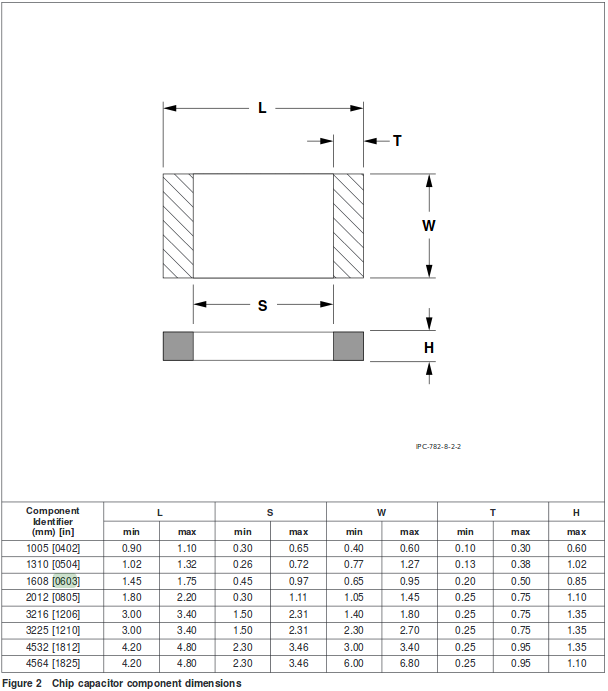 L
T
W
S
H
IPC-782-8-2-2
Component Identifier (mm) [in] L S W T H
min max min max min max min max max
1005 [0402] 0.90 1.10 0.30 0.65 0.40 0.60 0.10 0.30 0.60
1310 [0504] 1.02 1.32 0.26 0.72 0.77 1.27 0.13 0.38 1.02
1608 [0603] 1.45 1.75 0.45 0.97 0.65 0.95 0.20 0.50 0.85
2012 [0805] 1.80 2.20 0.30 1.11 1.05 1.45 0.25 0.75 1.10
3216 [1206] 3.00 3.40 1.50 2.31 1.40 1.80 0.25 0.75 1.35
3225 [1210] 3.00 3.40 1.50 2.31 2.30 2.70 0.25 0.75 1.35
4532 [1812] 4.20 4.80 2.30 3.46 3.00 3.40 0.25 0.95 1.35
4564 [1825] 4.20 4.80 2.30 3.46 6.00 6.80 0.25 0.95 1.10
Figure 2 Chip capacitor component dimensions